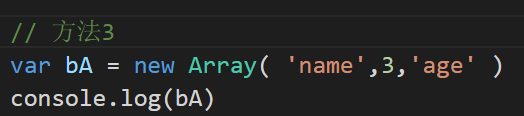 // 方法3
var bA = new Array( 'name',3,'age' )
console.log(bA)